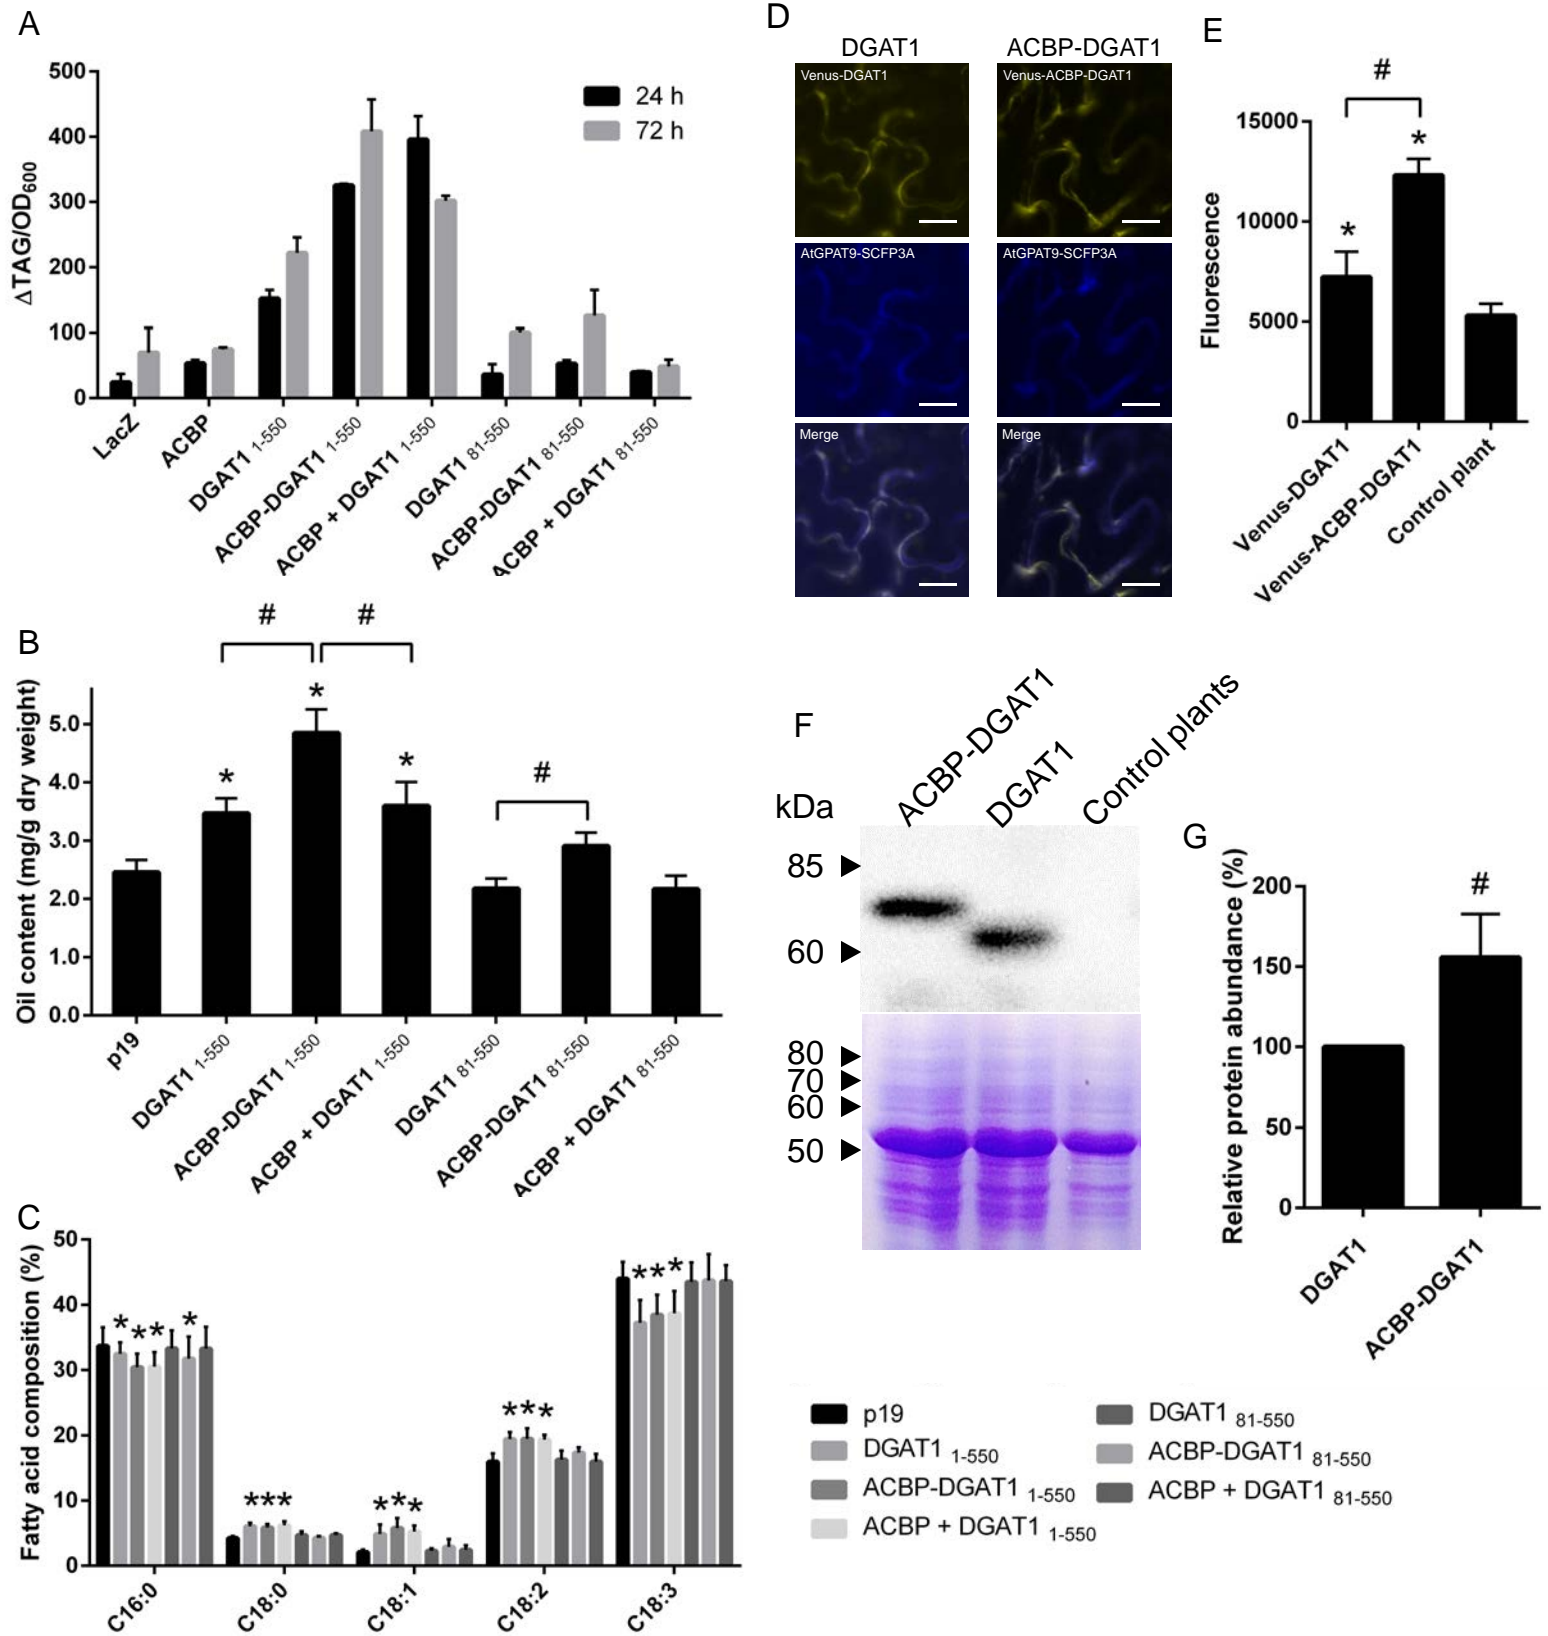 A
ΔTAG/OD600
500
400
300
200
100
0
24 h
72 h
LacZ
ACBP
DGAT1 1-550
ACBP-DGAT1 1-550
ACBP + DGAT1 1-550
DGAT1 81-550
ACBP-DGAT1 81-550
ACBP + DGAT1 81-550
B
Oil content (mg/g dry weight)
5.0
4.0
3.0
2.0
1.0
0.0
# #
*
*
*
#
p19
DGAT1 1-550
ACBP-DGAT1 1-550
ACBP + DGAT1 1-550
DGAT1 81-550
ACBP-DGAT1 81-550
ACBP + DGAT1 81-550
C
Fatty acid composition (%)
50
40
30
20
10
0
* * * *
***
***
***
***
C16:0
C18:0
C18:1
C18:2
C18:3
D
DGAT1
ACBP-DGAT1
Venus-DGAT1
Venus-ACBP-DGAT1
AtGPAT9-SCFP3A
AtGPAT9-SCFP3A
Merge
Merge
E
Fluorescence
15000
10000
5000
0
#
*
*
Venus-DGAT1
Venus-ACBP-DGAT1
Control plant
F
ACBP-DGAT1
DGAT1
Control plants
kDa
85
60
80
70
60
50
G
Relative protein abundance (%)
200
150
100
50
0
#
DGAT1
ACBP-DGAT1
p19
DGAT1 1-550
ACBP-DGAT1 1-550
ACBP + DGAT1 1-550
DGAT1 81-550
ACBP-DGAT1 81-550
ACBP + DGAT1 81-550